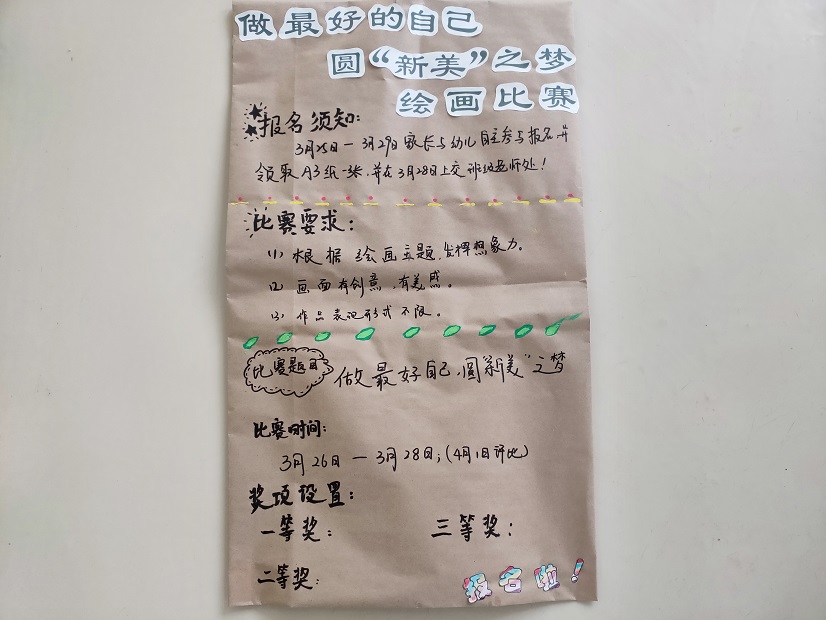 做最好的自己
圆“新美”之梦
绘画比赛
报名须知:
3月25日一3月29日家长与幼儿自主参与报名并
领取A3纸一张,并在3月28日上交班级老师处!
比赛要求:
(1) 根据绘画主题,发挥想象力。
(2) 画面有创意,有美感。
(3) 作品表现形式不限。
比赛题目
做最好自己,圆“新美”之梦
比赛时间:
3月26日一3月28日;(4月1日评比)
奖项设置:
一等奖: 三等奖:
二等奖:
报名啦!